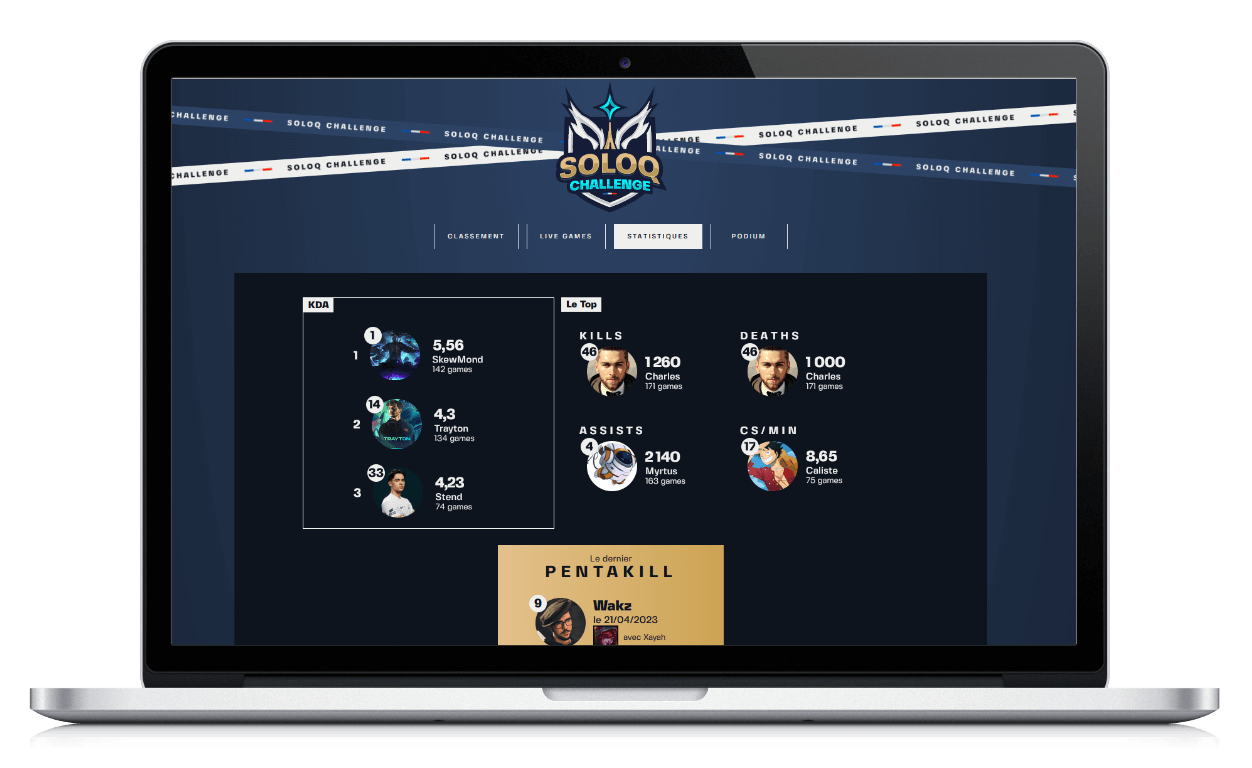 CHALLENGE SOLOQ CHALLENGE SOLOQ CHALLENGE
CHALLENGE SOLOQ CHALLENGE SOLOQ CHALLENGE
SOLOQ CHALLENGE SOLOQ CHALLENGE
CHALLENGE SOLOQ CHALLENGE SOLOQ CHALLENGE
SOLOQ
CHALLENGE
CLASSEMENT
LIVE GAMES
STATISTIQUES
PODIUM
KDA
1
1
5,56
SkewMond
142 games
2
14
TRAYTON
4,3
Trayton
134 games
3
33
4,23
Stend
74 games
Le Top
KILLS
46
1 260
Charles
171 games
DEATHS
46
1 000
Charles
171 games
ASSISTS
4
2 140
Myrtus
163 games
CS/MIN
17
8,65
Caliste
75 games
Le dernier
PENTAKILL
9
Wakz
le 21/04/2023
avec Xayah